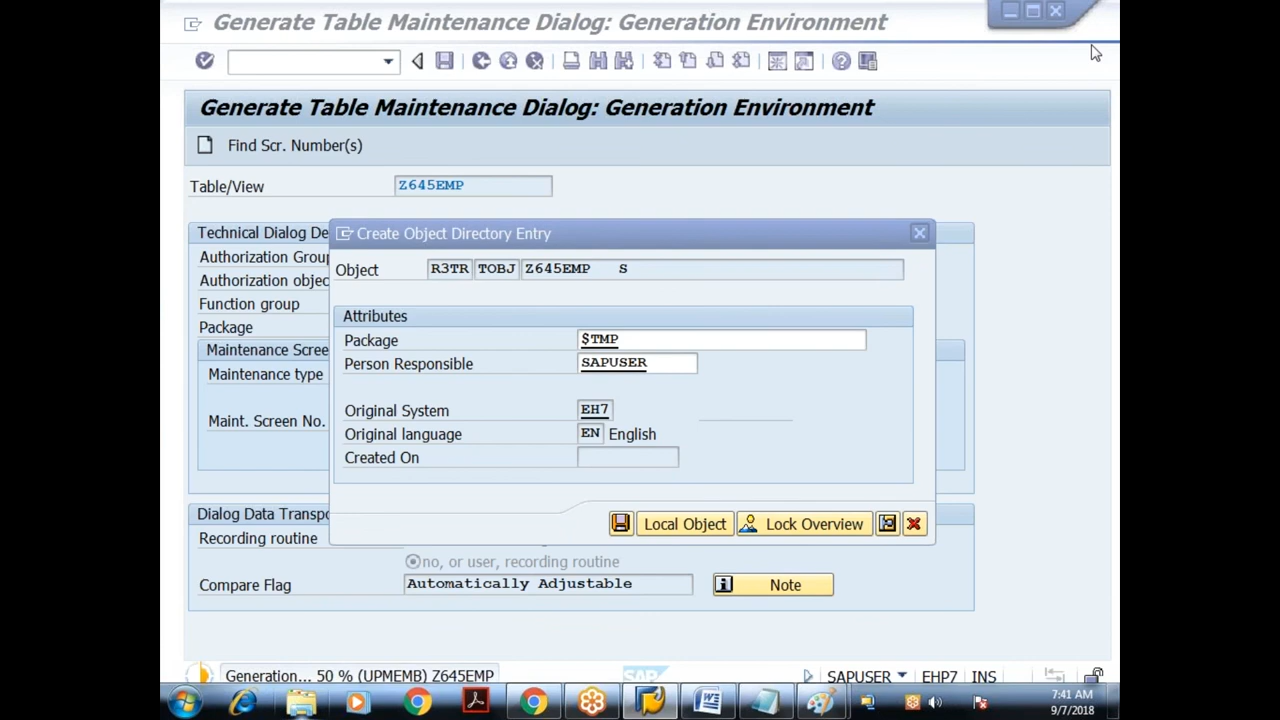 Generate Table Maintenance Dialog: Generation Environment
Generate Table Maintenance Dialog: Generation Environment
Find Scr. Number(s)
Table/View Z645EMP
Technical Dialog De
Create Object Directory Entry
Authorization Group
Object R3TR TOBJ Z645EMP S
Authorization objec
Function group
Attributes
Package
Package $TMP
Maintenance Scree
Person Responsible SAPUSER
Maintenance type
Original System EH7
Maint. Screen No.
Original language EN English
Created On
Dialog Data Transpo
Local Object Lock Overview
Recording routine
no, or user, recording routine
Compare Flag Automatically Adjustable Note
Generation... 50 % (UPMEMB) Z645EMP
SAP
SAPUSER EHP7 INS
7:41 AM
9/7/2018